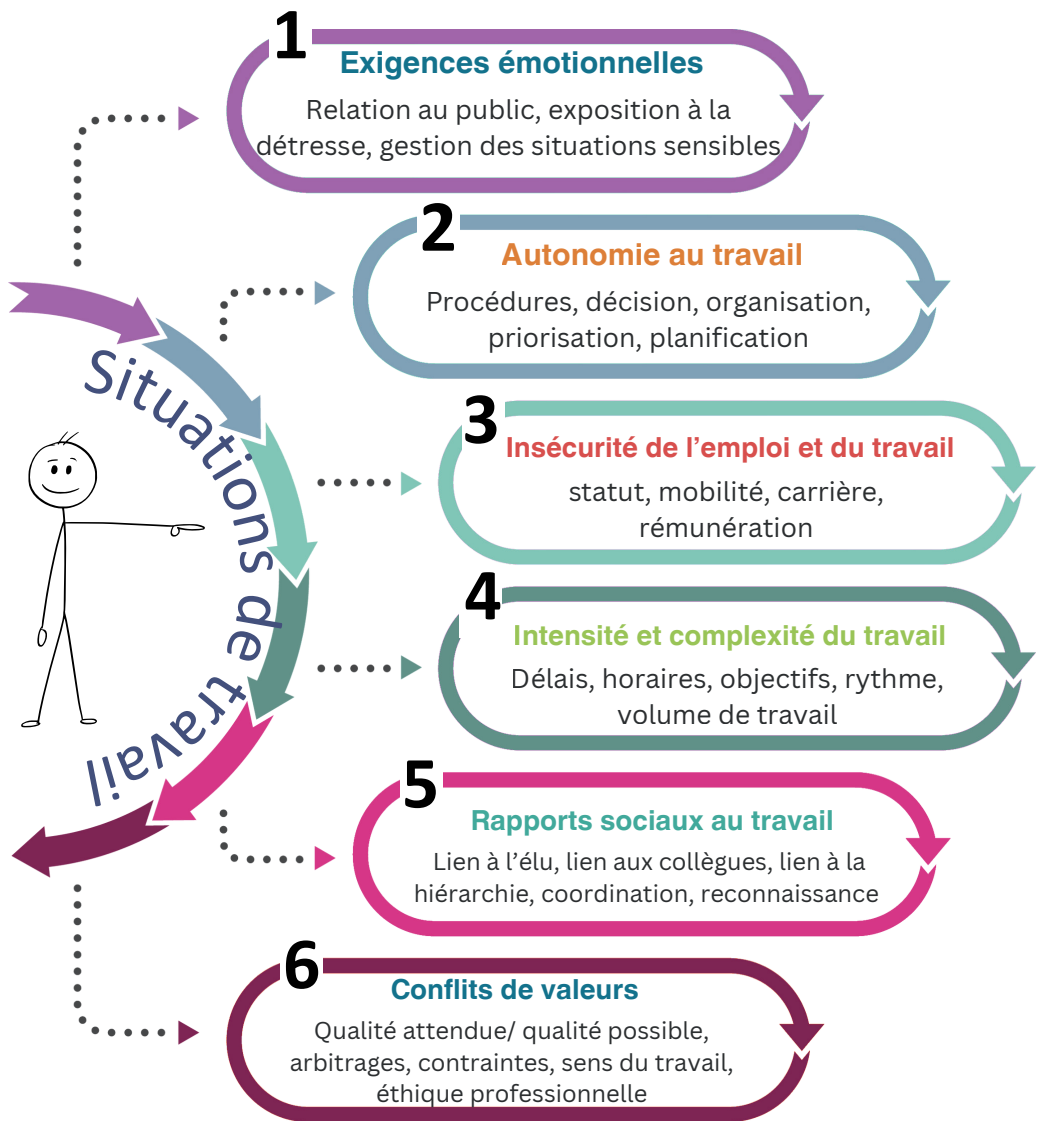 1
Exigences émotionnelles
Relation au public, exposition à la
détresse, gestion des situations sensibles
2
Autonomie au travail
Procédures, décision, organisation,
priorisation, planification
Situations de travail
3
Insécurité de l'emploi et du travail
statut, mobilité, carrière,
rémunération
4
Intensité et complexité du travail
Délais, horaires, objectifs, rythme,
volume de travail
5
Rapports sociaux au travail
Lien à l'élu, lien aux collègues, lien à la
hiérarchie, coordination, reconnaissance
6
Conflits de valeurs
Qualité attendue/ qualité possible,
arbitrages, contraintes, sens du travail,
éthique professionnelle